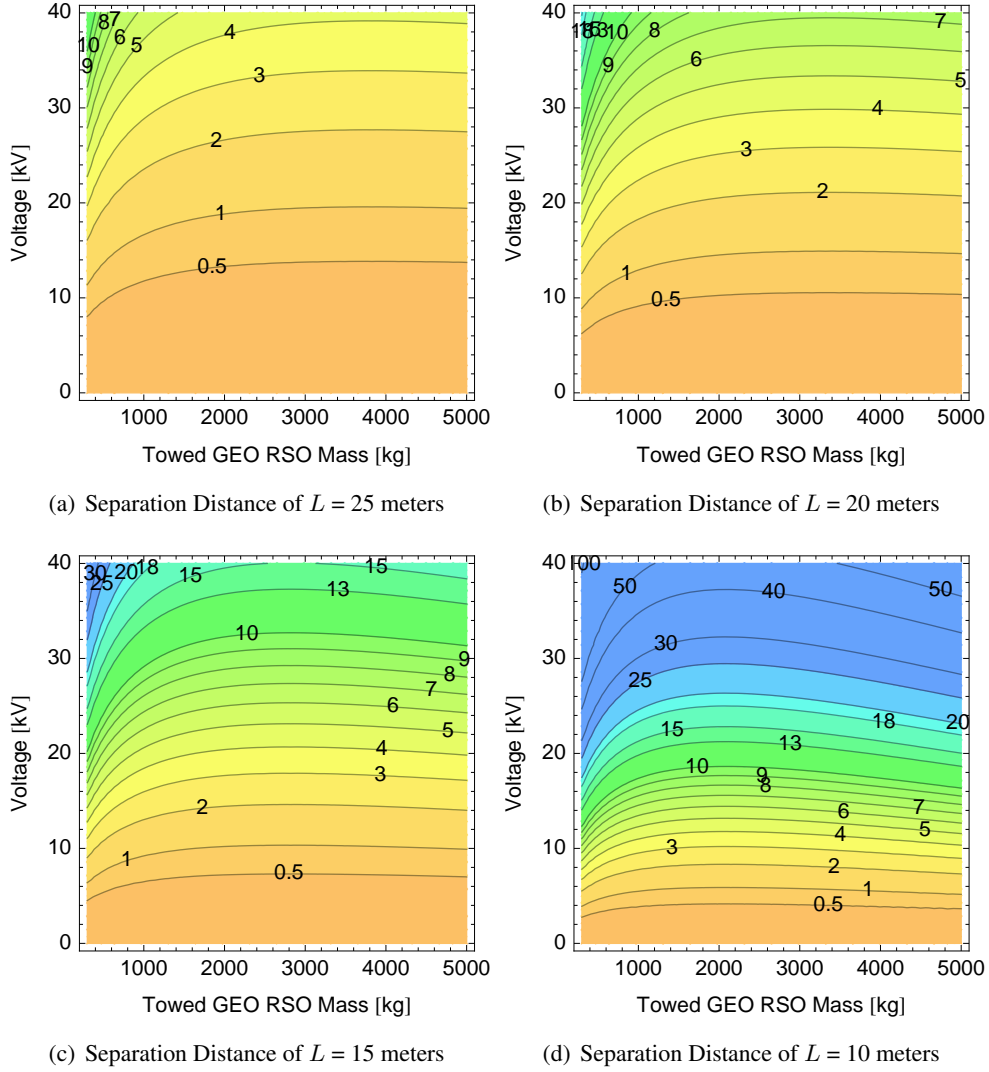 40
30
20
10
0
Voltage [kV]
8 7
10 6 5 4
9 3
2
1
0.5
1000 2000 3000 4000 5000
Towed GEO RSO Mass [kg]
(a) Separation Distance of L = 25 meters
40
30
20
10
0
Voltage [kV]
10 8 7
9 6 5
4
3
2
1
0.5
1000 2000 3000 4000 5000
Towed GEO RSO Mass [kg]
(b) Separation Distance of L = 20 meters
40
30
20
10
0
Voltage [kV]
30 20 18 15 15
25 13
10
9
8
7
6
5
4
3
2
1
0.5
1000 2000 3000 4000 5000
Towed GEO RSO Mass [kg]
(c) Separation Distance of L = 15 meters
40
30
20
10
0
Voltage [kV]
50 40 50
30
25
20
18
15 13
10 9
8
7
6
5
4
3
2
1
0.5
1000 2000 3000 4000 5000
Towed GEO RSO Mass [kg]
(d) Separation Distance of L = 10 meters